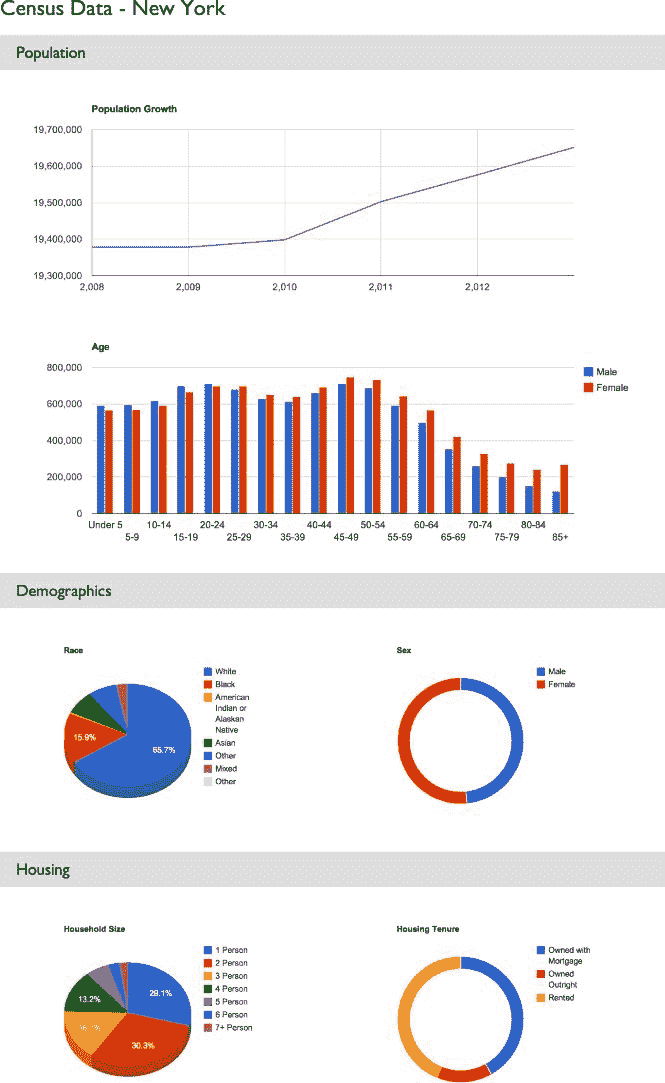 Census Data - New York
Population
Population Growth
19,700,000
19,600,000
19,500,000
19,400,000
19,300,000
2,008 2,009 2,010 2,011 2,012
Age
800,000
600,000
400,000
200,000
0
Male
Female
Under 5 10-14 20-24 30-34 40-44 50-54 60-64 70-74 80-84
5-9 15-19 25-29 35-39 45-49 55-59 65-69 75-79 85+
Demographics
Race
White
Black
American
Indian or
Alaskan
Native
Asian
Other
Mixed
Other
15.9%
65.7%
Sex
Male
Female
Housing
Household Size
1 Person
2 Person
3 Person
4 Person
5 Person
6 Person
7+ Person
13.2%
30.3%
Housing Tenure
Owned with
Mortgage
Owned
Outright
Rented